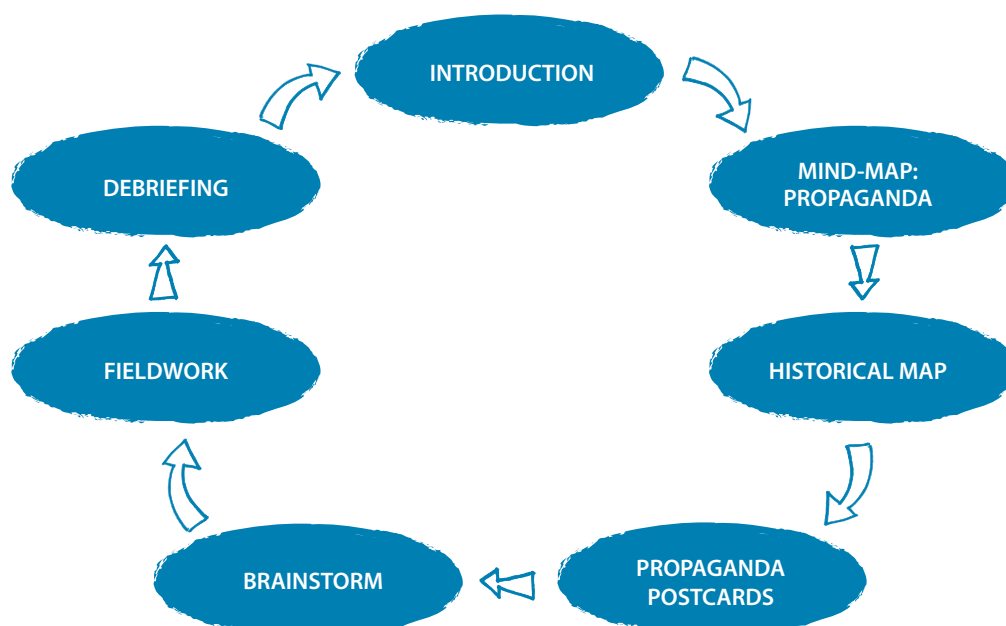 INTRODUCTION
MIND-MAP:
PROPAGANDA
HISTORICAL MAP
PROPAGANDA
POSTCARDS
BRAINSTORM
FIELDWORK
DEBRIEFING